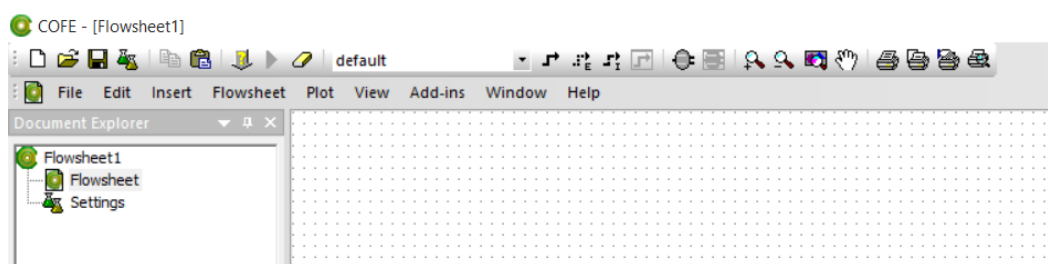 COFE - [Flowsheet1]
default
E
I
File Edit Insert Flowsheet Plot View Add-ins Window Help
Document Explorer
Flowsheet1
Flowsheet
Settings